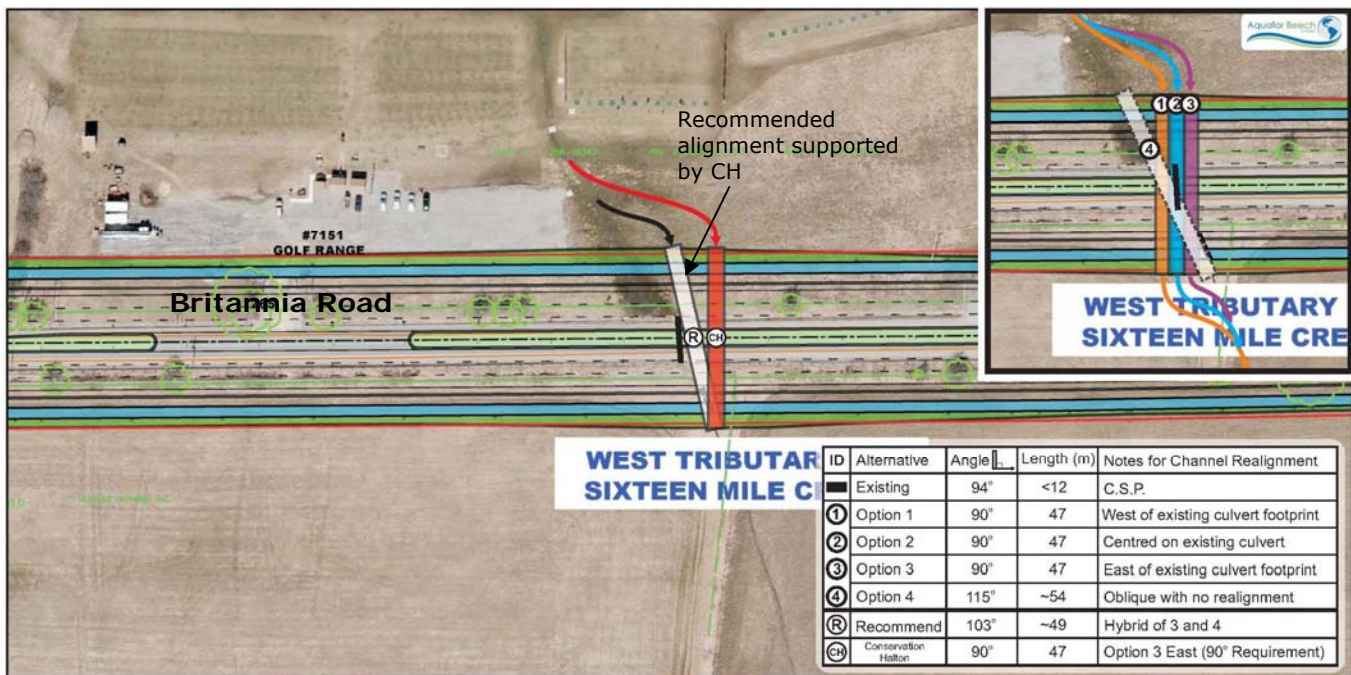 Recommended
alignment supported
by CH
#7151
GOLF RANGE
Britannia Road
R
CH
WEST TRIBUTAR
SIXTEEN MILE C
Aquafor Beech
1 2 3
4
WEST TRIBUTARY
SIXTEEN MILE CRE
ID Alternative Angle Length (m) Notes for Channel Realignment
Existing 94° <12 C.S.P.
1 Option 1 90° 47 West of existing culvert footprint
2 Option 2 90° 47 Centred on existing culvert
3 Option 3 90° 47 East of existing culvert footprint
4 Option 4 115° ~54 Oblique with no realignment
R Recommend 103° ~49 Hybrid of 3 and 4
CH Conservation Halton 90° 47 Option 3 East (90° Requirement)